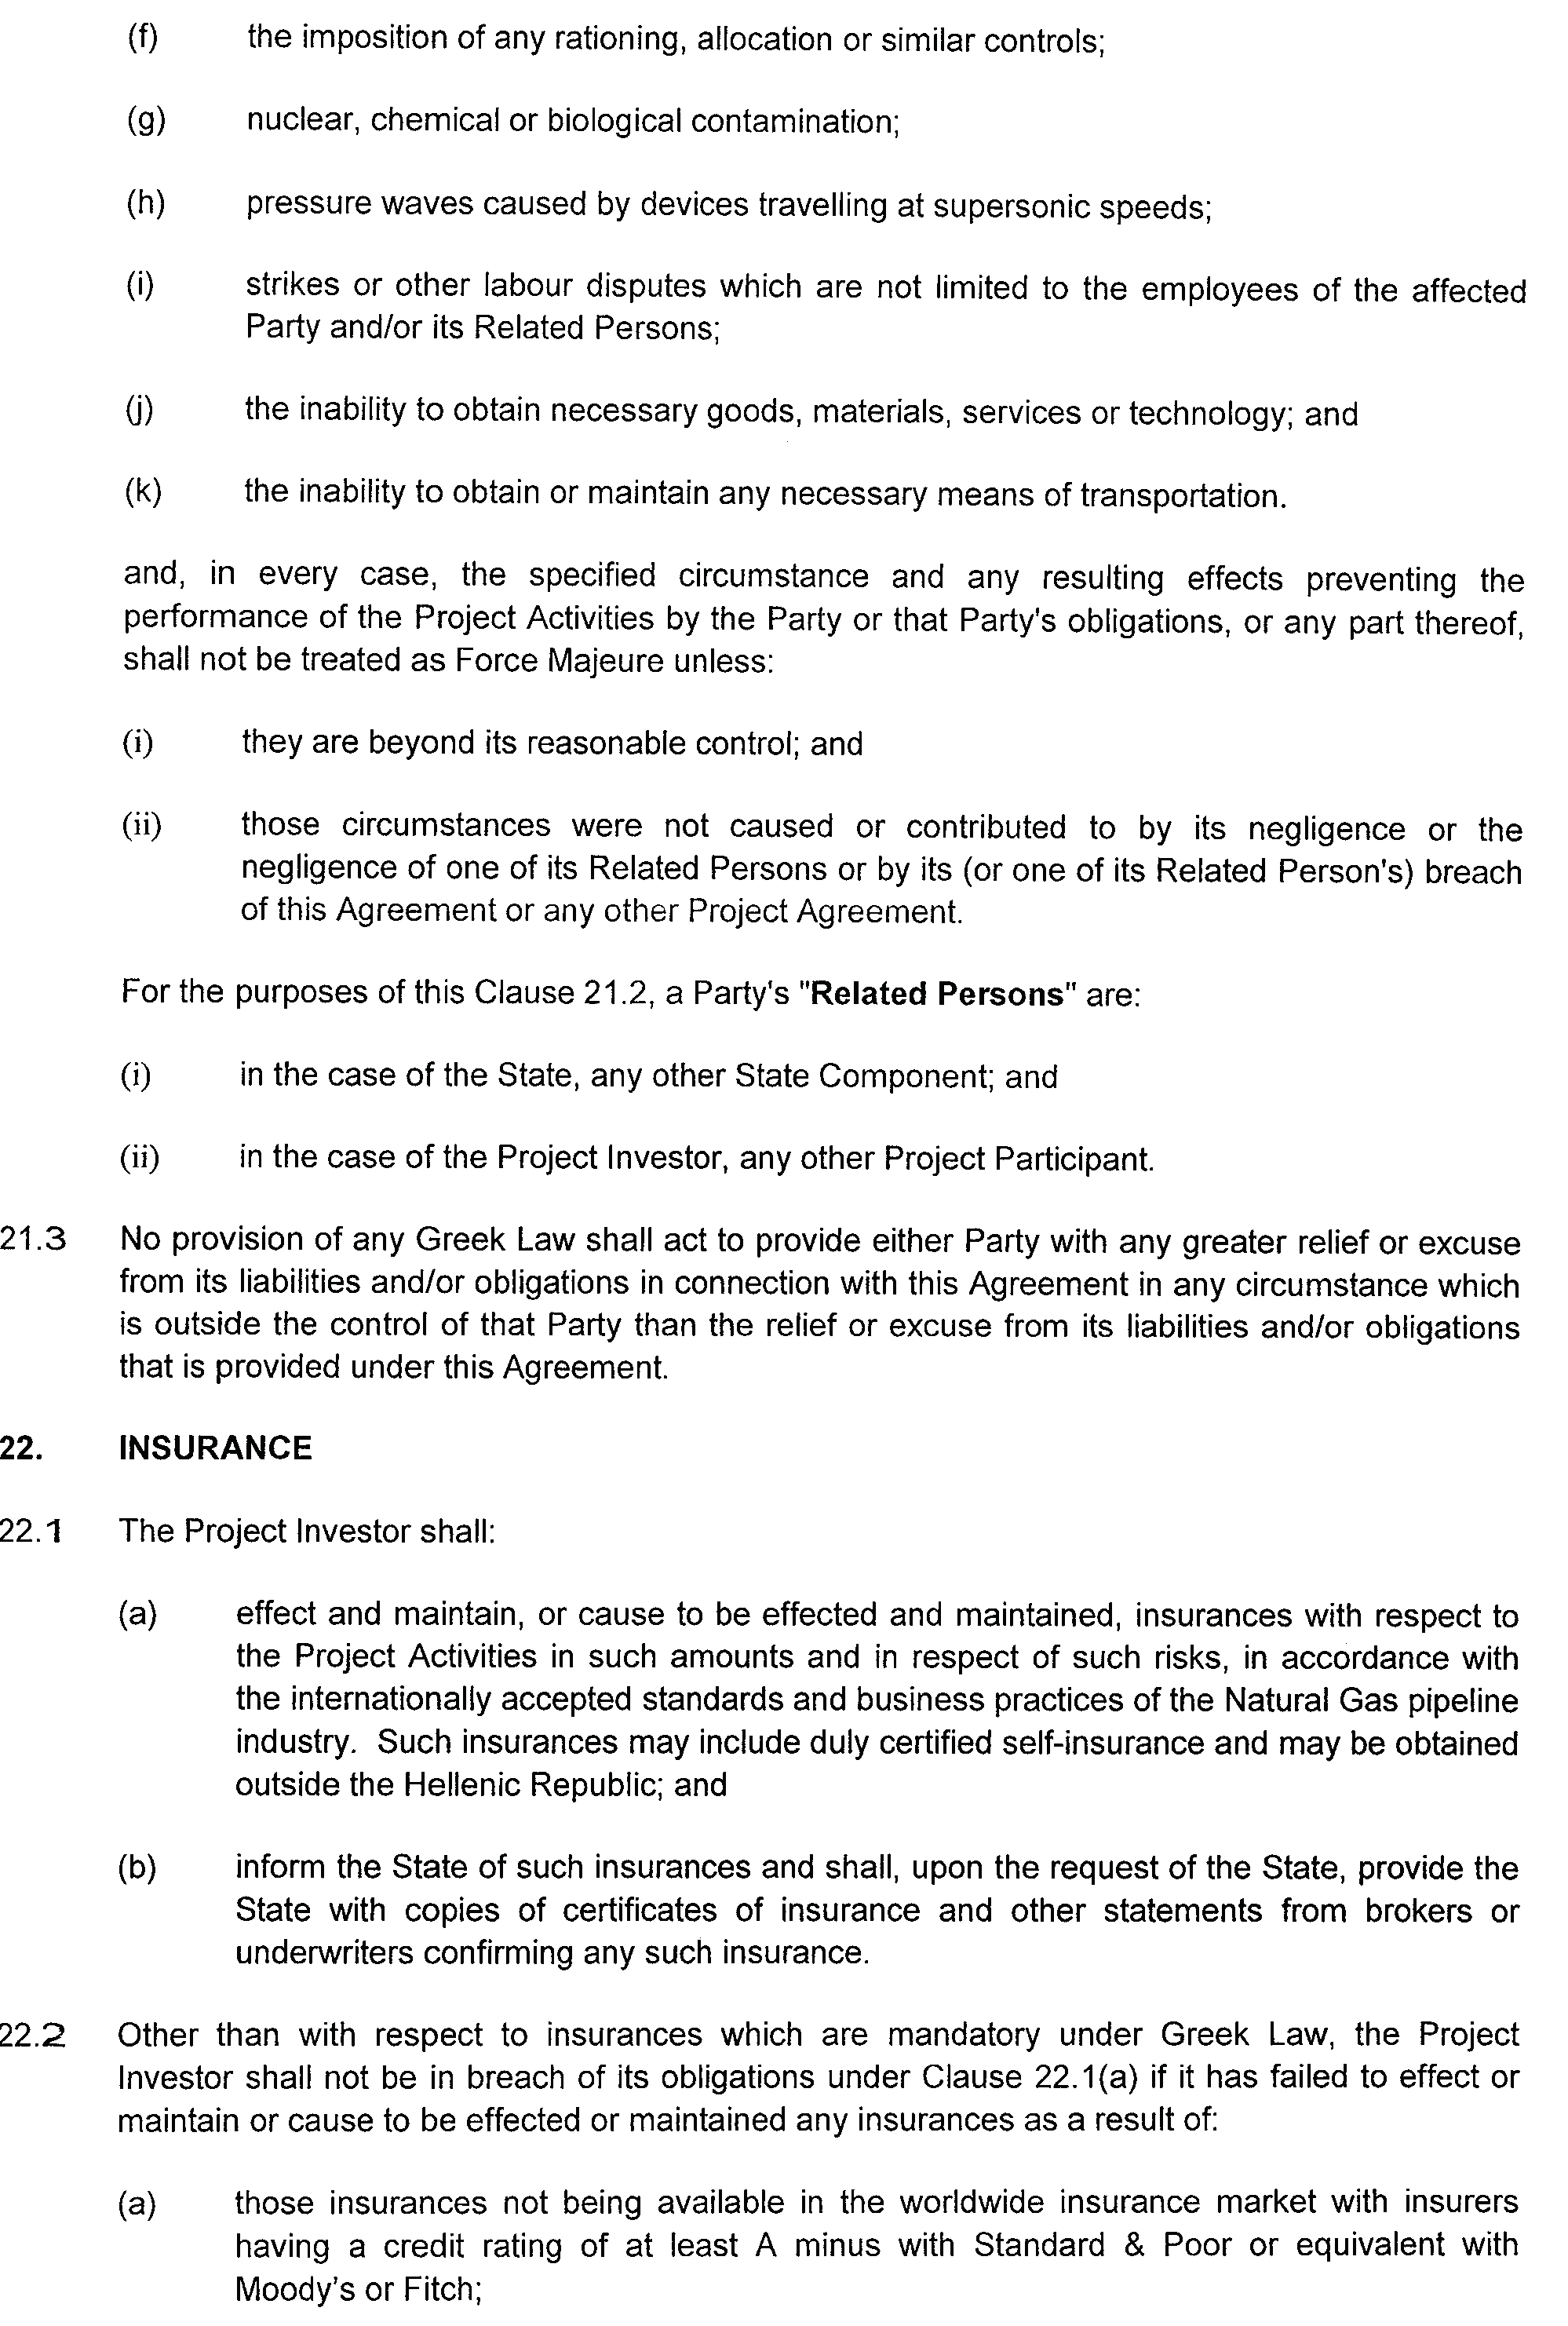 (f) the imposition of any rationing, allocation or similar controls;
(g) nuclear, chemical or biological contamination;
(h) pressure waves caused by devices travelling at supersonic speeds;
(i) strikes or other labour disputes which are not limited to the employees of the affected
Party and/or its Related Persons;
(j) the inability to obtain necessary goods, materials, services or technology; and
(k) the inability to obtain or maintain any necessary means of transportation.
and, in every case, the specified circumstance and any resulting effects preventing the
performance of the Project Activities by the Party or that Party's obligations, or any part thereof,
shall not be treated as Force Majeure unless:
(i) they are beyond its reasonable control; and
(ii) those circumstances were not caused or contributed to by its negligence or the
negligence of one of its Related Persons or by its (or one of its Related Person's) breach
of this Agreement or any other Project Agreement.
For the purposes of this Clause 21.2, a Party's "Related Persons" are:
(i) in the case of the State, any other State Component; and
(ii) in the case of the Project Investor, any other Project Participant.
21.3 No provision of any Greek Law shall act to provide either Party with any greater relief or excuse
from its liabilities and/or obligations in connection with this Agreement in any circumstance which
is outside the control of that Party than the relief or excuse from its liabilities and/or obligations
that is provided under this Agreement.
22. INSURANCE
22.1 The Project Investor shall:
(a) effect and maintain, or cause to be effected and maintained, insurances with respect to
the Project Activities in such amounts and in respect of such risks, in accordance with
the internationally accepted standards and business practices of the Natural Gas pipeline
industry. Such insurances may include duly certified self-insurance and may be obtained
outside the Hellenic Republic; and
(b) inform the State of such insurances and shall, upon the request of the State, provide the
State with copies of certificates of insurance and other statements from brokers or
underwriters confirming any such insurance.
22.2 Other than with respect to insurances which are mandatory under Greek Law, the Project
Investor shall not be in breach of its obligations under Clause 22.1(a) if it has failed to effect or
maintain or cause to be effected or maintained any insurances as a result of:
(a) those insurances not being available in the worldwide insurance market with insurers
having a credit rating of at least A minus with Standard & Poor or equivalent with
Moody's or Fitch;